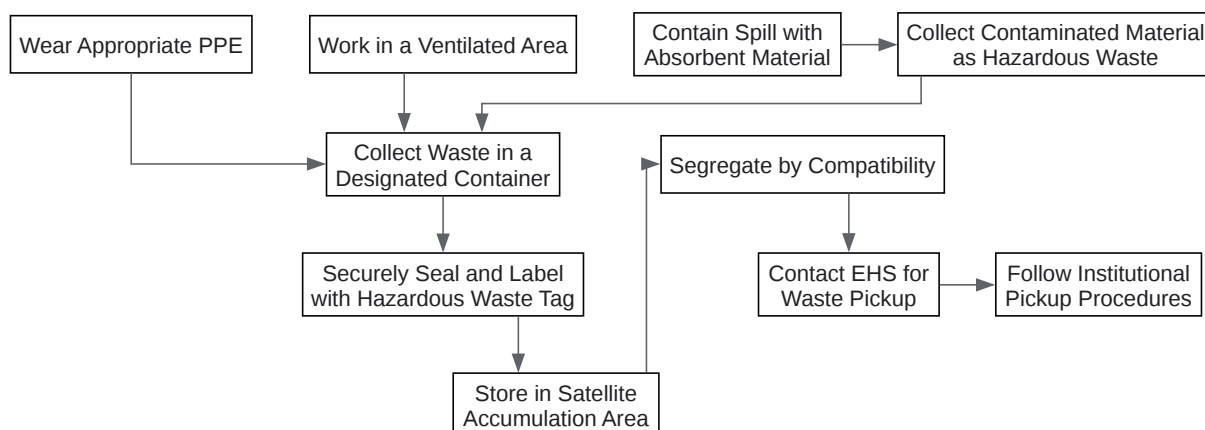 Wear Appropriate PPE
Work in a Ventilated Area
Contain Spill with
Absorbent Material
Collect Contaminated Material
as Hazardous Waste
Collect Waste in a
Designated Container
Segregate by Compatibility
Securely Seal and Label
with Hazardous Waste Tag
Contact EHS for
Waste Pickup
Follow Institutional
Pickup Procedures
Store in Satellite
Accumulation Area